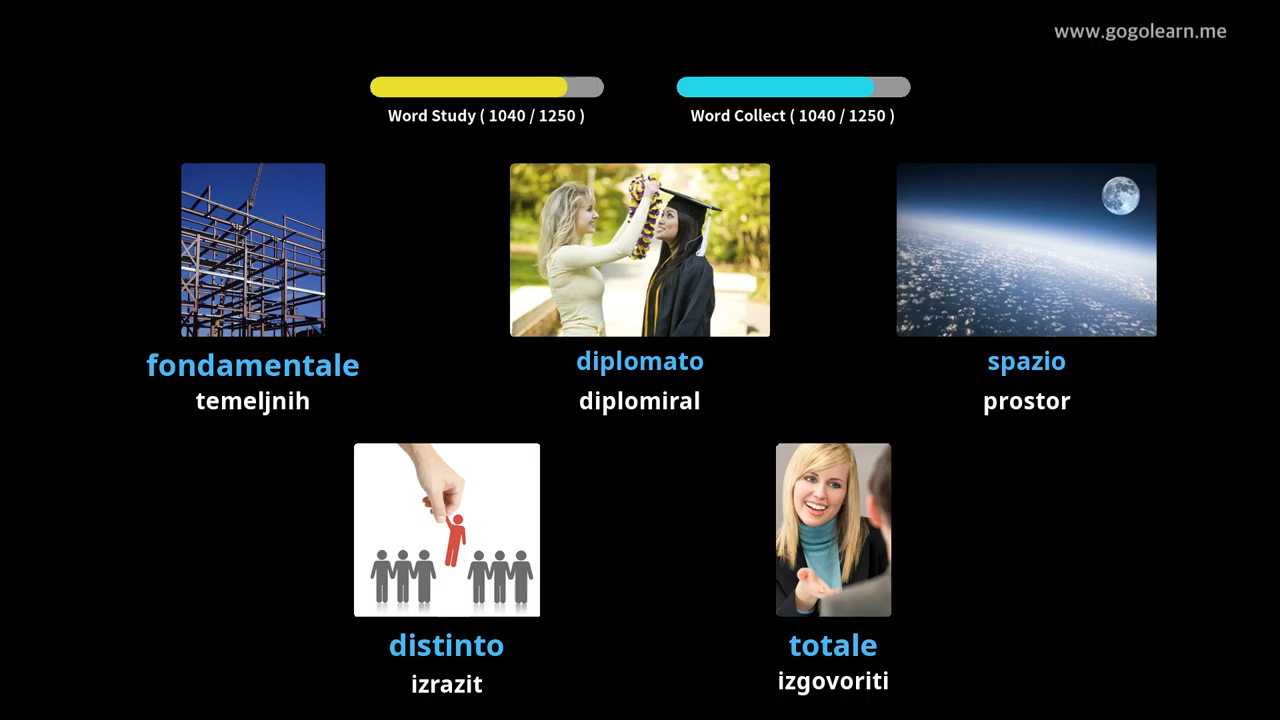 www.gogolearn.me
Word Study ( 1040 / 1250 )
Word Collect ( 1040 / 1250 )
fondamentale
temeljnih
diplomato
diplomiral
spazio
prostor
distinto
izrazit
totale
izgovoriti